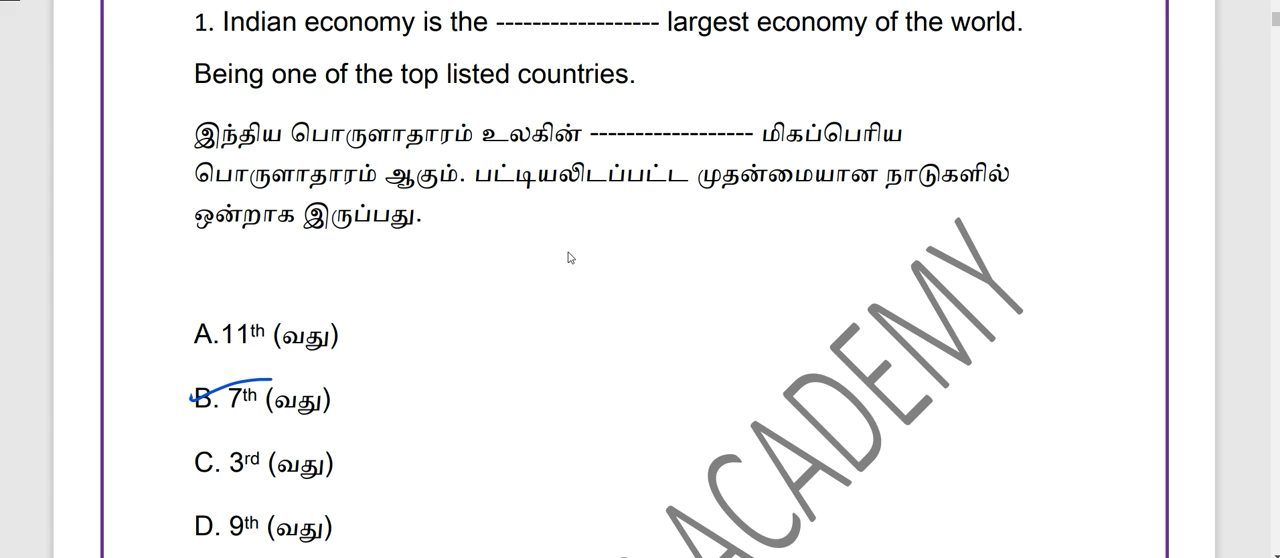 1. Indian economy is the ------------------ largest economy of the world.
Being one of the top listed countries.
இந்திய பொருளாதாரம் உலகின் ------------------ மிகப்பெரிய
பொருளாதாரம் ஆகும். பட்டியலிடப்பட்ட முதன்மையான நாடுகளில்
ஒன்றாக இருப்பது.
A.11th (வது)
B. 7th (வது)
C. 3rd (வது)
D. 9th (வது)
ACADEMY